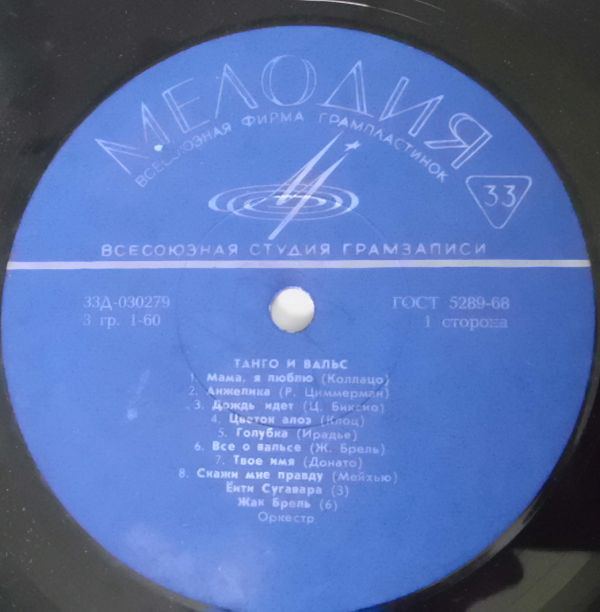 МЕЛОДИЯ
ВСЕСОЮЗНАЯ ФИРМА ГРАМПЛАСТИНОК
33
ВСЕСОЮЗНАЯ СТУДИЯ ГРАМЗАПИСИ
33Д-030279
3 гр. 1-60
ГОСТ 5289-68
1 сторона
ТАНГО И ВАЛЬС
1. Мама, я люблю (Коллацо)
2. Анжелика (Р. Циммерман)
3. Дождь идет (Ц. Биксио)
4. Цветок алоэ (Клоц)
5. Голубка (Ирадье)
6. Все о вальсе (Ж. Брель)
7. Твое имя (Донато)
8. Скажи мне правду (Мейхью)
Ёити Сугавара (3)
Жак Брель (6)
Оркестр